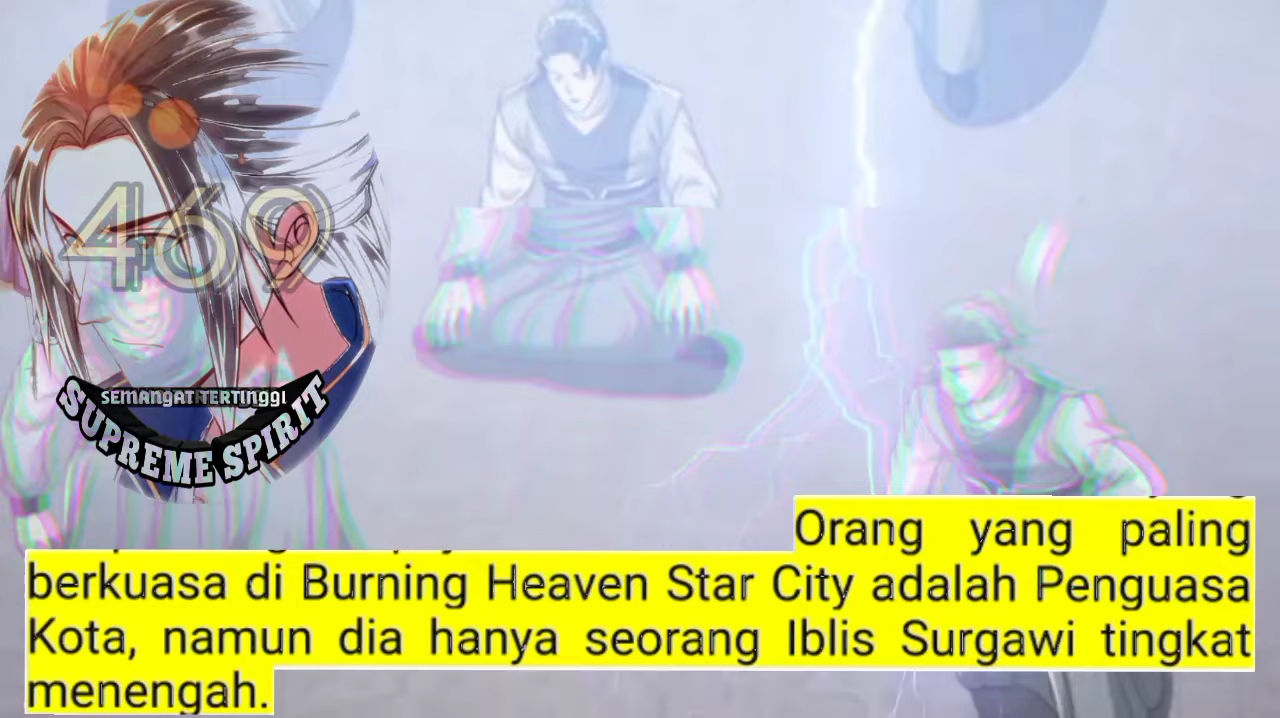 469
SEMANGAT TERTINGGI
SUPREME SPIRIT
Orang yang paling
berkuasa di Burning Heaven Star City adalah Penguasa
Kota, namun dia hanya seorang Iblis Surgawi tingkat
menengah.